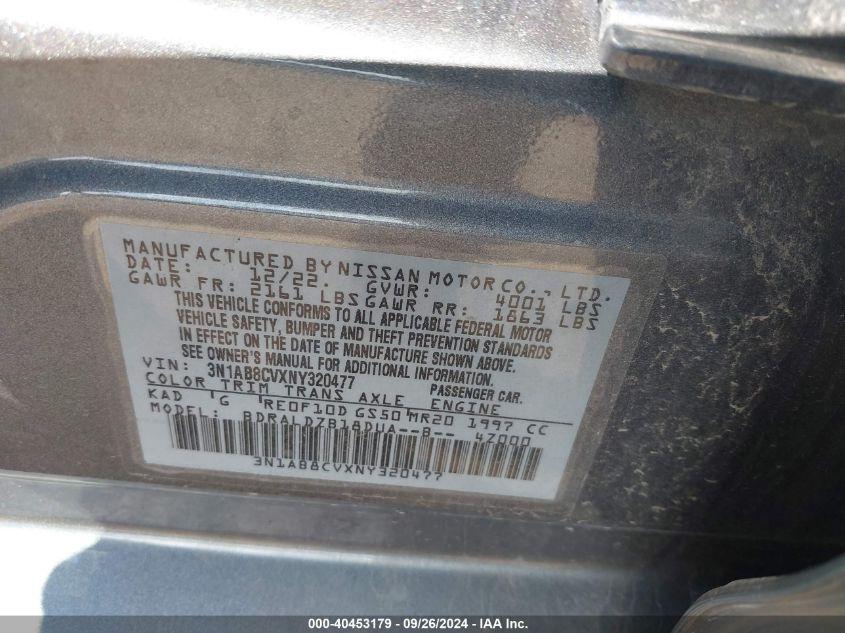 MANUFACTURED BY NISSAN MOTOR CO., LTD.
DATE: 12/22. GVWR: 4001 LBS
GAWR FR: 2161 LBS GAWR RR: 1863 LBS
THIS VEHICLE CONFORMS TO ALL APPLICABLE FEDERAL MOTOR
VEHICLE SAFETY, BUMPER AND THEFT PREVENTION STANDARDS
IN EFFECT ON THE DATE OF MANUFACTURE SHOWN ABOVE.
SEE OWNER'S MANUAL FOR ADDITIONAL INFORMATION.
VIN: 3N1AB8CVXNY320477 PASSENGER CAR.
COLOR TRIM TRANS AXLE ENGINE
KAD G RE0F10D GS50 MR20 1997 CC
MODEL BDRALDZB18DUA--B-- 4Z000
3N1AB8CVXNY320477
000-40453179 - 09/26/2024 - IAA Inc.